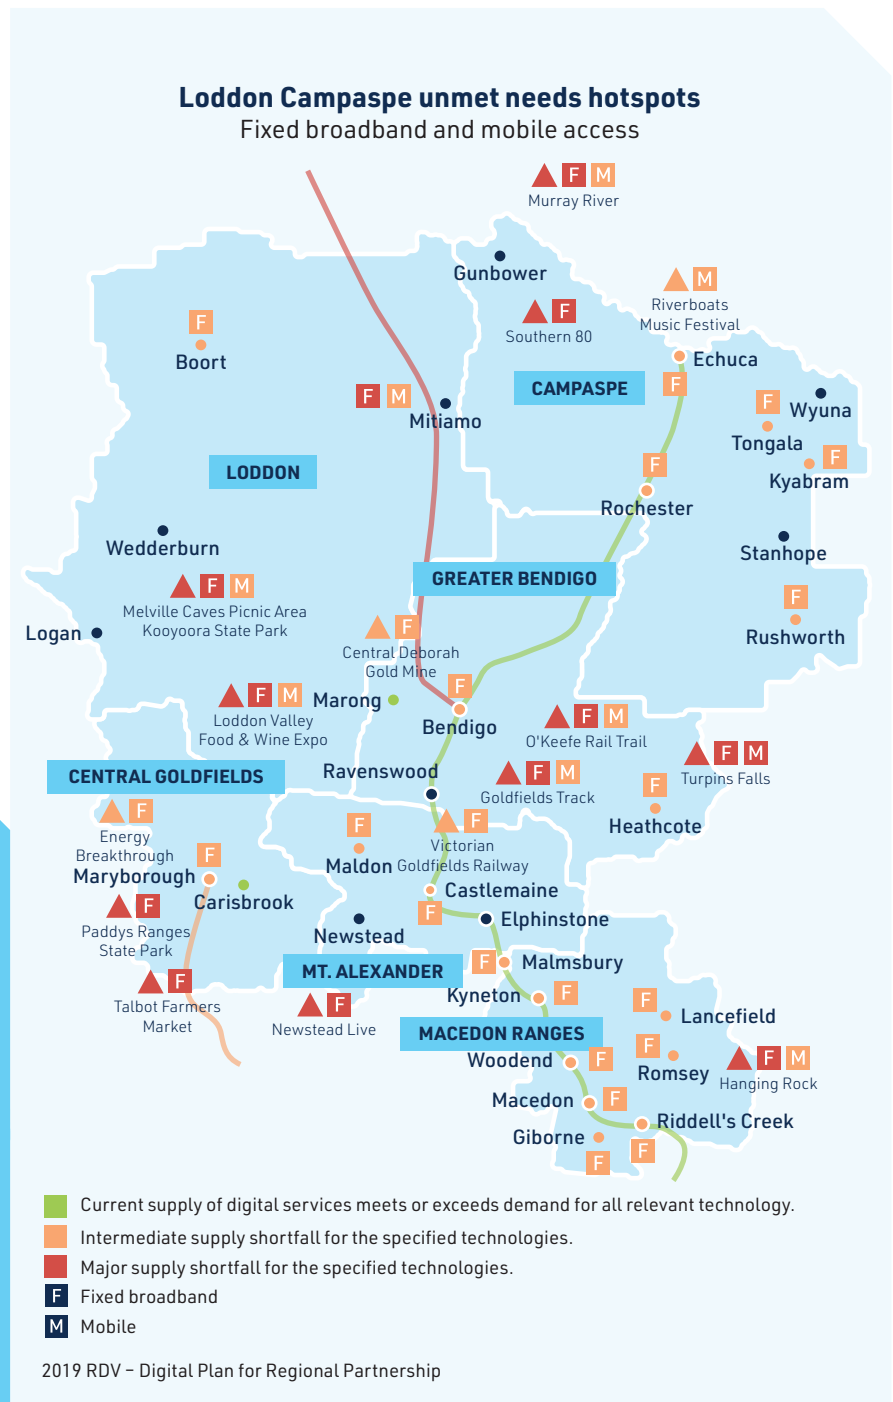 Loddon Campaspe unmet needs hotspots
Fixed broadband and mobile access
F M
Murray River
Gunbower
M
Riverboats
Music Festival
F
Southern 80
F
Boort
Echuca
F
CAMPASPE
F M
Mitiamo
F
Wyuna
Tongala
F
Kyabram
LODDON
F
Rochester
Wedderburn
Stanhope
GREATER BENDIGO
F M
Melville Caves Picnic Area
Kooyoora State Park
F
Rushworth
Logan
F
Central Deborah
Gold Mine
F
Bendigo
F M
Loddon Valley
Food & Wine Expo
Marong
F M
O'Keefe Rail Trail
F M
Turpins Falls
CENTRAL GOLDFIELDS
Ravenswood
F M
Goldfields Track
F
Heathcote
F
Energy
Breakthrough
F
Maryborough
Carisbrook
F
Maldon
F
Victorian
Goldfields Railway
Castlemaine
F
Elphinstone
F
Paddys Ranges
State Park
Newstead
F
Malmsbury
MT. ALEXANDER
F
Talbot Farmers
Market
F
Newstead Live
Kyneton
F
F
Lancefield
MACEDON RANGES
F
Romsey
F M
Hanging Rock
Woodend
F
Macedon
F
Riddell's Creek
F
Giborne
F
Current supply of digital services meets or exceeds demand for all relevant technology.
Intermediate supply shortfall for the specified technologies.
Major supply shortfall for the specified technologies.
F Fixed broadband
M Mobile
2019 RDV – Digital Plan for Regional Partnership